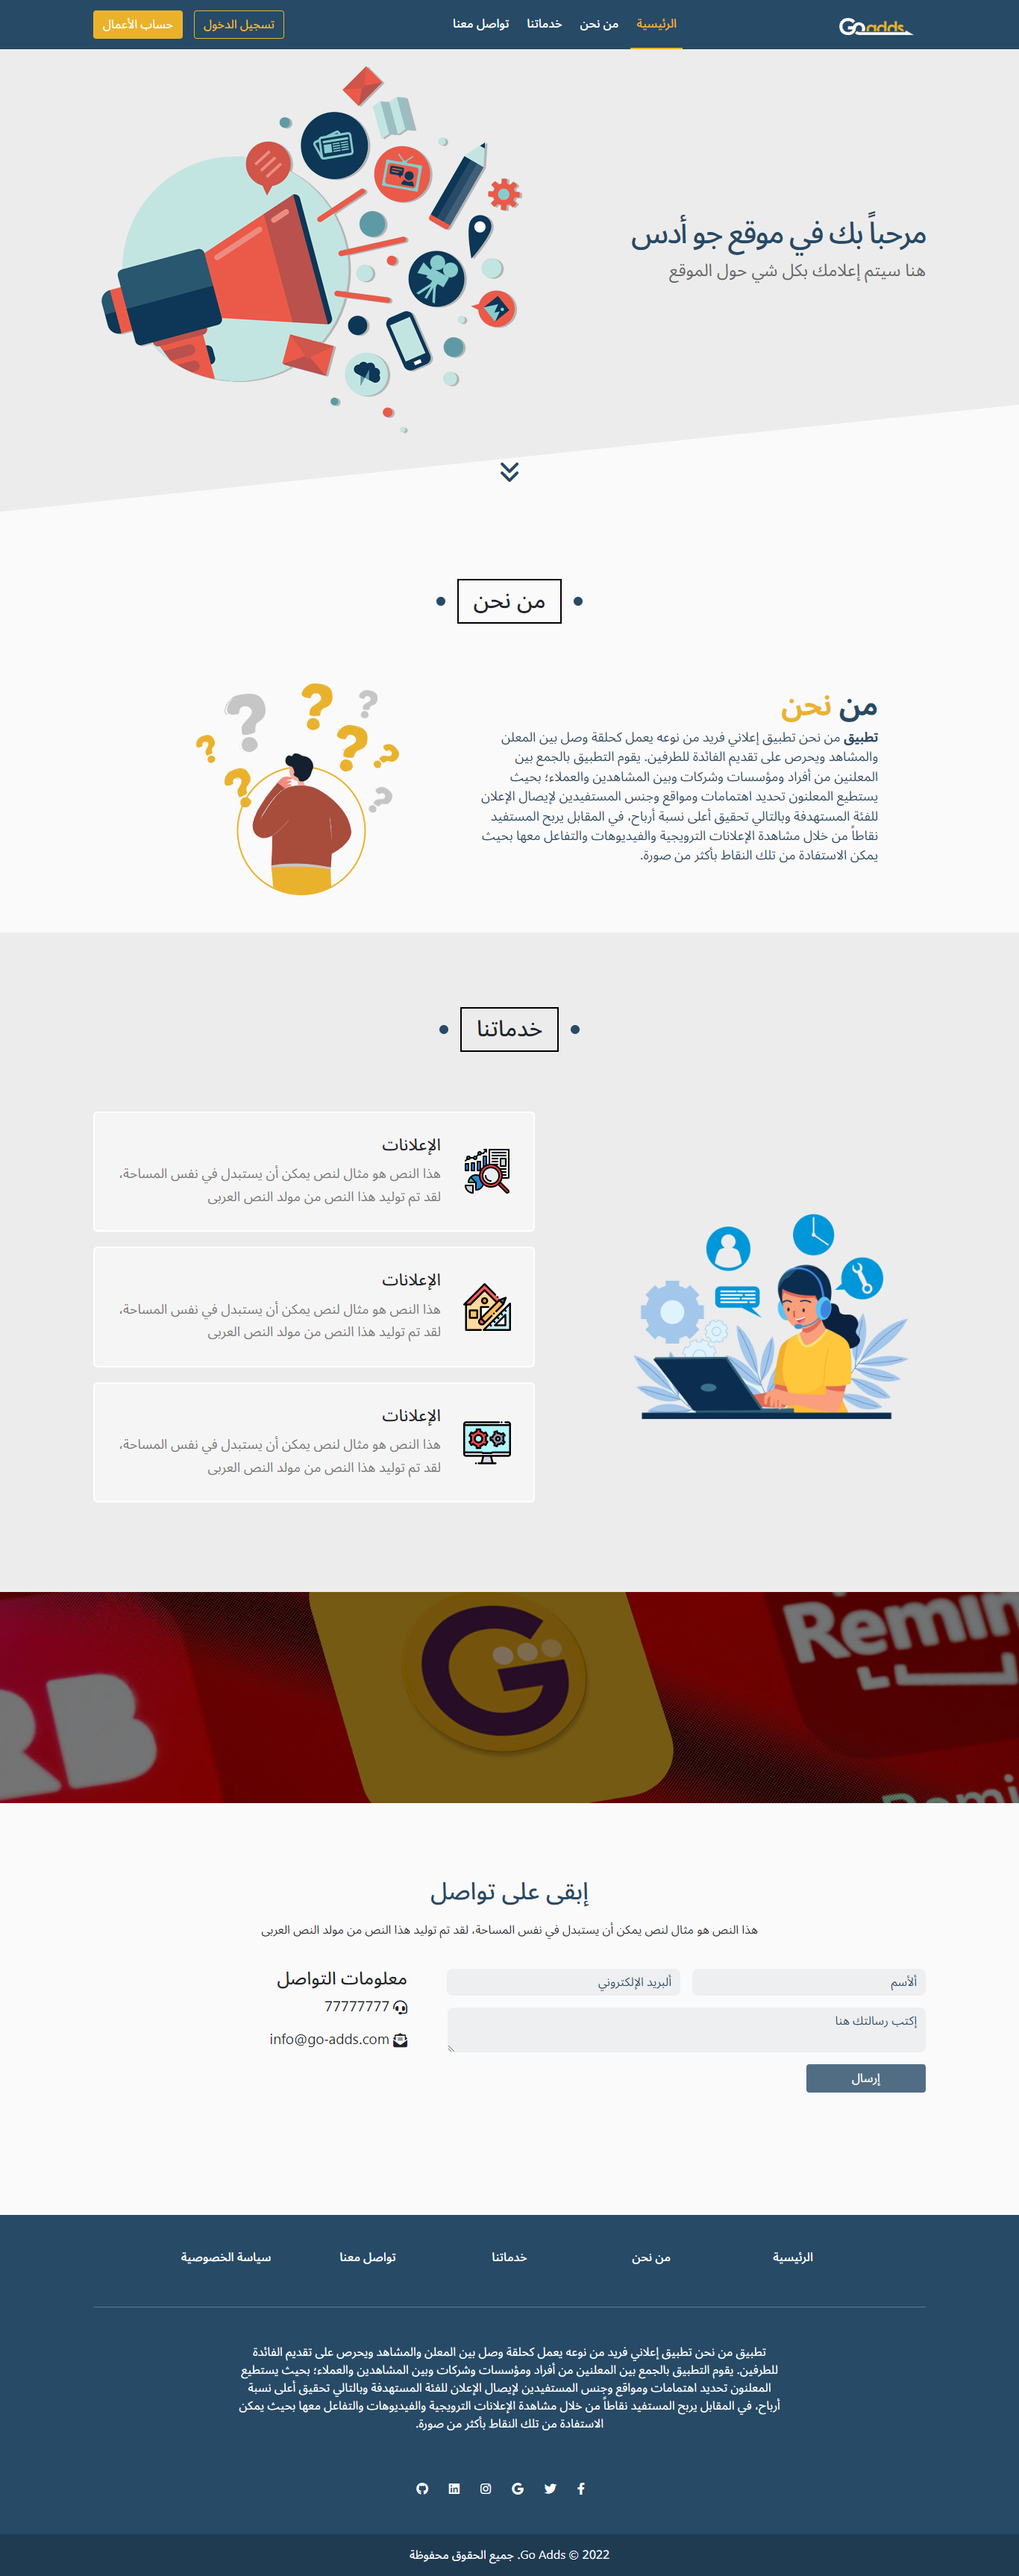 Go adds
الرئيسية
من نحن
خدماتنا
تواصل معنا
تسجيل الدخول
حساب الأعمال
مرحباً بك في موقع جو أدس
هنا سيتم إعلامك بكل شي حول الموقع
من نحن
من نحن
تطبيق من نحن تطبيق إعلاني فريد من نوعه يعمل كحلقة وصل بين المعلن
والمشاهد ويحرص على تقديم الفائدة للطرفين. يقوم التطبيق بالجمع بين
المعلنين من أفراد ومؤسسات وشركات وبين المشاهدين والعملاء؛ بحيث
يستطيع المعلنون تحديد اهتمامات ومواقع وجنس المستفيدين لإيصال الإعلان
للفئة المستهدفة وبالتالي تحقيق أعلى نسبة أرباح، في المقابل يربح المستفيد
نقاطاً من خلال مشاهدة الإعلانات الترويجية والفيديوهات والتفاعل معها بحيث
يمكن الاستفادة من تلك النقاط بأكثر من صورة.
خدماتنا
الإعلانات
هذا النص هو مثال لنص يمكن أن يستبدل في نفس المساحة،
لقد تم توليد هذا النص من مولد النص العربى
الإعلانات
هذا النص هو مثال لنص يمكن أن يستبدل في نفس المساحة،
لقد تم توليد هذا النص من مولد النص العربى
الإعلانات
هذا النص هو مثال لنص يمكن أن يستبدل في نفس المساحة،
لقد تم توليد هذا النص من مولد النص العربى
RB
G
Remin
Remi
إبقى على تواصل
هذا النص هو مثال لنص يمكن أن يستبدل في نفس المساحة، لقد تم توليد هذا النص من مولد النص العربى
ألأسم
ألبريد الإلكتروني
إكتب رسالتك هنا
إرسال
معلومات التواصل
77777777
info@go-adds.com
الرئيسية
من نحن
خدماتنا
تواصل معنا
سياسة الخصوصية
تطبيق من نحن تطبيق إعلاني فريد من نوعه يعمل كحلقة وصل بين المعلن والمشاهد ويحرص على تقديم الفائدة
للطرفين. يقوم التطبيق بالجمع بين المعلنين من أفراد ومؤسسات وشركات وبين المشاهدين والعملاء؛ بحيث يستطيع
المعلنون تحديد اهتمامات ومواقع وجنس المستفيدين لإيصال الإعلان للفئة المستهدفة وبالتالي تحقيق أعلى نسبة
أرباح، في المقابل يربح المستفيد نقاطاً من خلال مشاهدة الإعلانات الترويجية والفيديوهات والتفاعل معها بحيث يمكن
الاستفادة من تلك النقاط بأكثر من صورة.
2022 © Go Adds. جميع الحقوق محفوظة